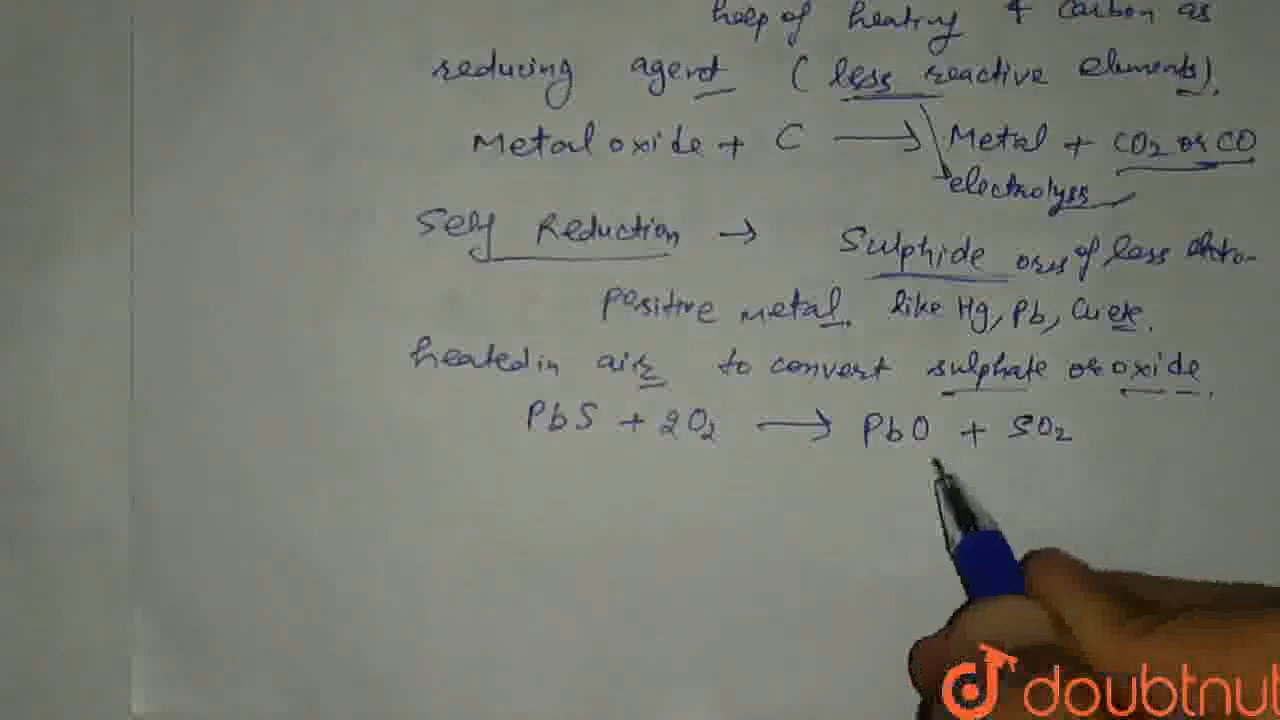 help of heating & Carbon as
reducing agent (less reactive elements).
Metal oxide + C → Metal + CO2 or CO
electrolysis
Self Reduction → Sulphide ores of less electro-
positive metal. like Hg, Pb, Cu etc.
heated in air to convert sulphate or oxide.
PbS + 2O2 → PbO + SO2
doubtnut